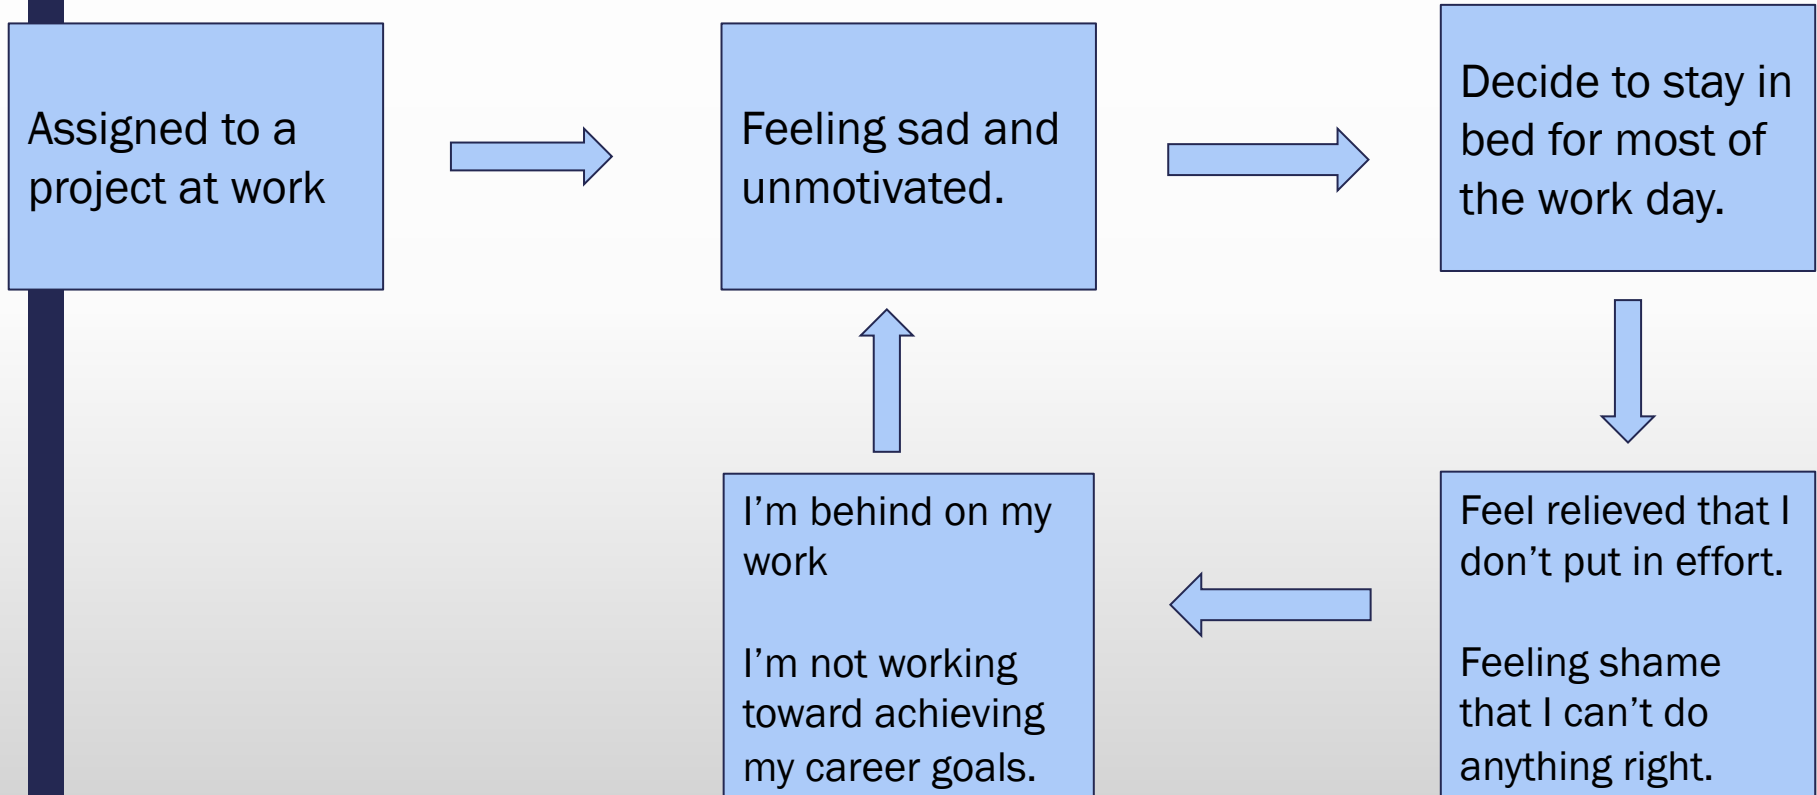 Assigned to a
project at work
Feeling sad and
unmotivated.
Decide to stay in
bed for most of
the work day.
Feel relieved that I
don’t put in effort.
Feeling shame
that I can’t do
anything right.
I’m behind on my
work
I’m not working
toward achieving
my career goals.